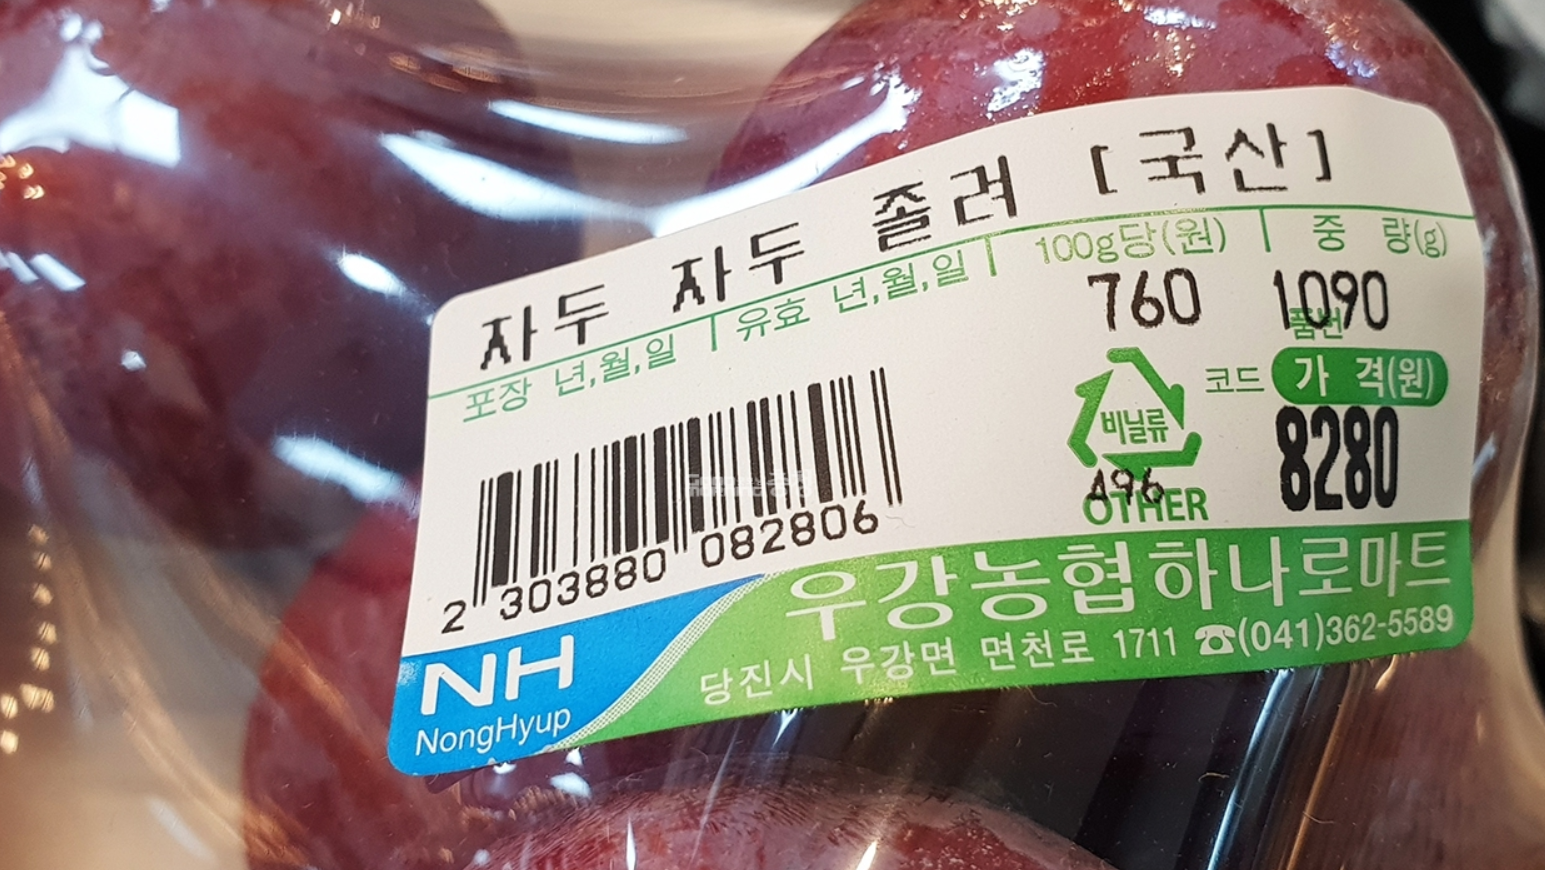 자두 자두 졸려 [국산]
포장 년,월,일 유효 년,월,일 100g당(원) 중 량(g)
760 1090
품번
코드 가 격(원)
비닐류
8280
496
OTHER
2 303880 082806
우강농협하나로마트
당진시 우강면 면천로 1711 ☎(041)362-5589
NH
NongHyup